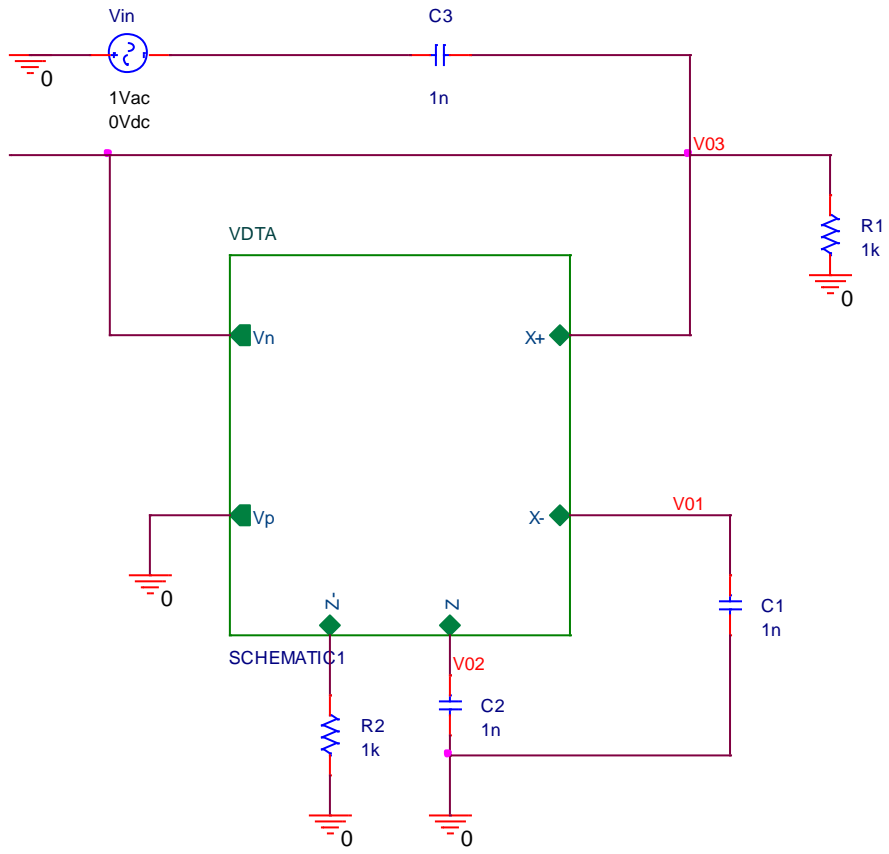 Vin
C3
0
1Vac
0Vdc
1n
V03
VDTA
R1
1k
0
Vn
X+
V01
Vp
X-
0
Z-
Z
C1
1n
SCHEMATIC1
V02
R2
1k
C2
1n
0
0